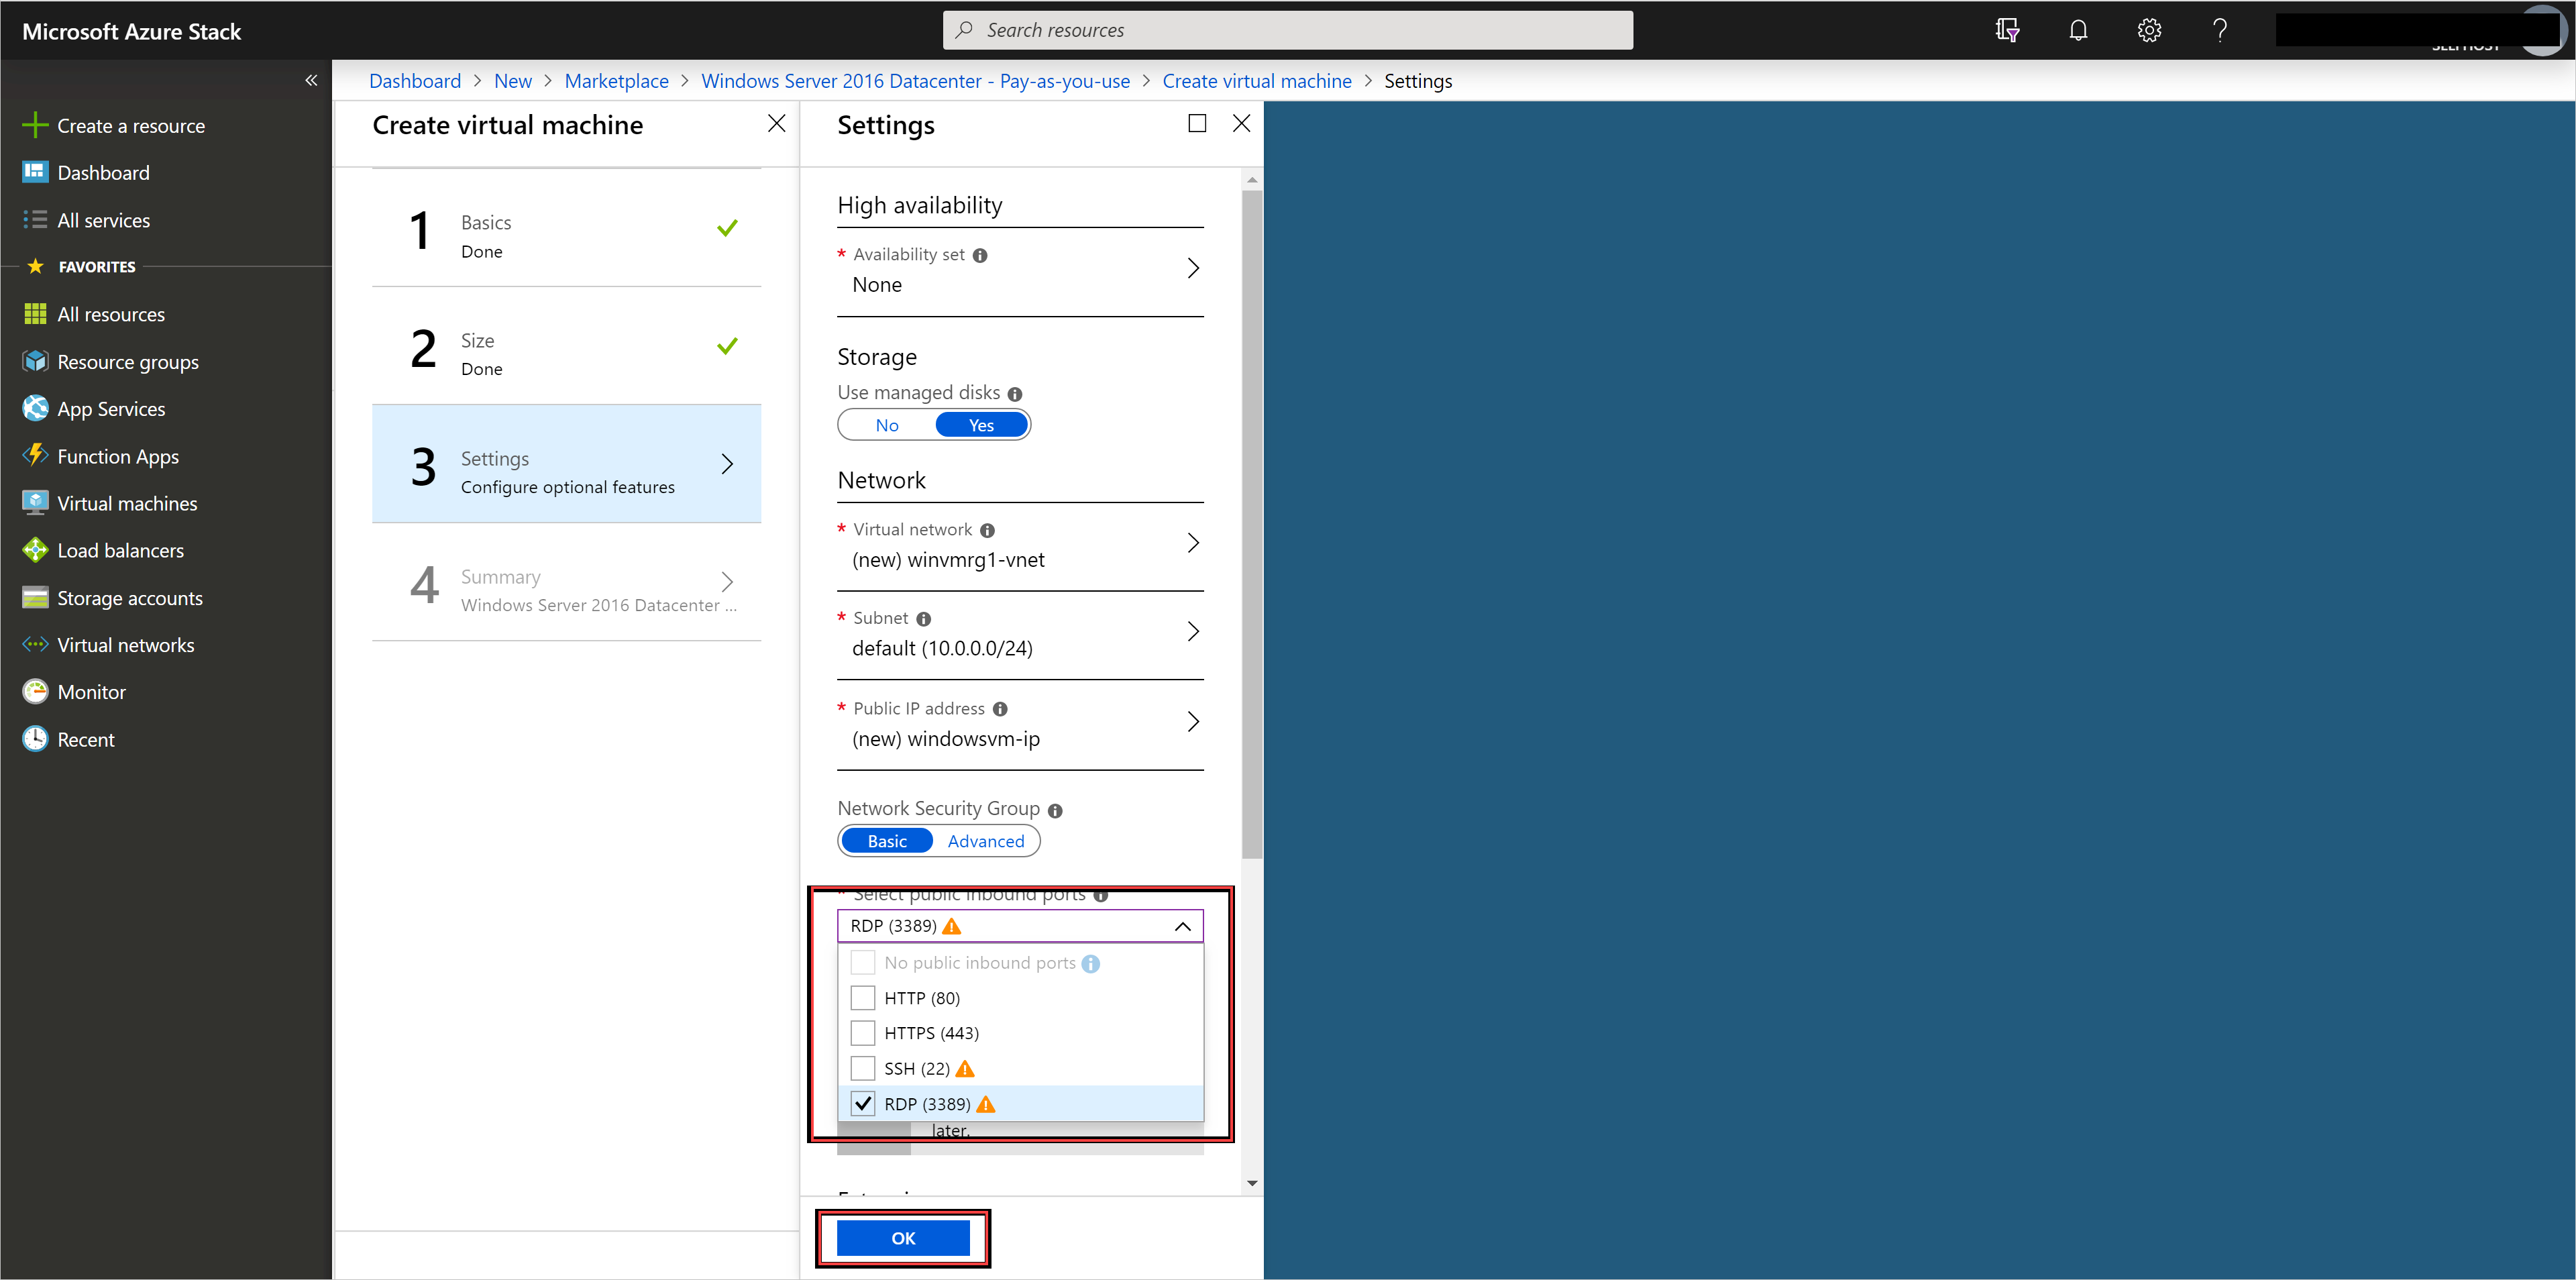 Microsoft Azure Stack
Search resources
Dashboard > New > Marketplace > Windows Server 2016 Datacenter - Pay-as-you-use > Create virtual machine > Settings
Create a resource
Dashboard
All services
FAVORITES
All resources
Resource groups
App Services
Function Apps
Virtual machines
Load balancers
Storage accounts
Virtual networks
Monitor
Recent
Create virtual machine
1
Basics
Done
2
Size
Done
3
Settings
Configure optional features
4
Summary
Windows Server 2016 Datacenter ...
Settings
High availability
* Availability set
None
Storage
Use managed disks
No Yes
Network
* Virtual network
(new) winvmrg1-vnet
* Subnet
default (10.0.0.0/24)
* Public IP address
(new) windowsvm-ip
Network Security Group
Basic Advanced
* Select public inbound ports
RDP (3389)
No public inbound ports
HTTP (80)
HTTPS (443)
SSH (22)
RDP (3389)
later.
OK